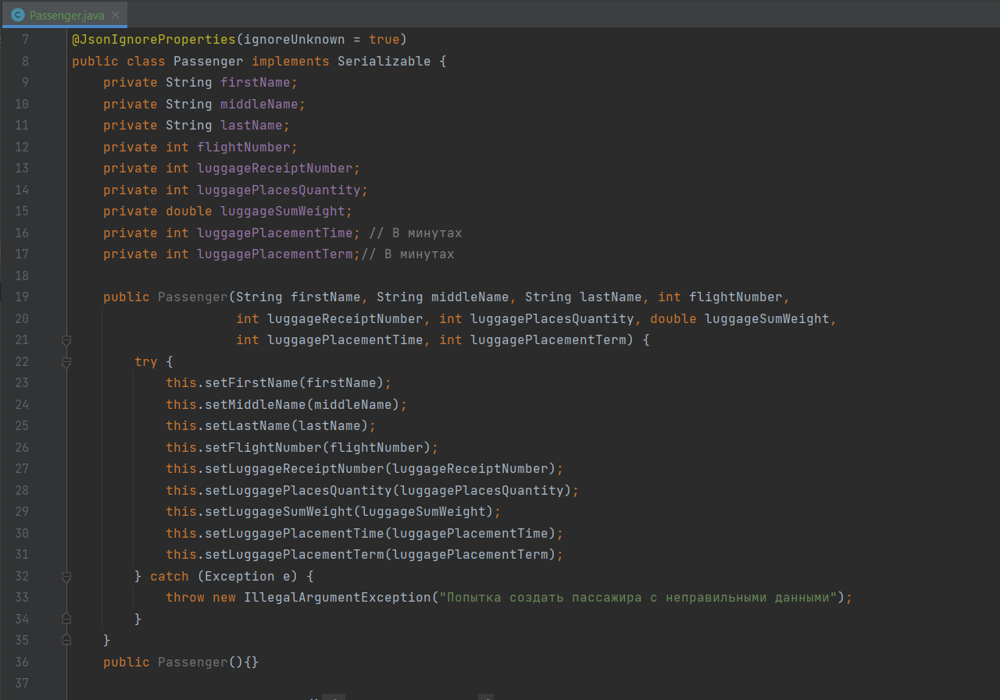 Passenger.java
7 @JsonIgnoreProperties(ignoreUnknown = true)
8 public class Passenger implements Serializable {
9 private String firstName;
10 private String middleName;
11 private String lastName;
12 private int flightNumber;
13 private int luggageReceiptNumber;
14 private int luggagePlacesQuantity;
15 private double luggageSumWeight;
16 private int luggagePlacementTime; // В минутах
17 private int luggagePlacementTerm;// В минутах
18
19 public Passenger(String firstName, String middleName, String lastName, int flightNumber,
20 int luggageReceiptNumber, int luggagePlacesQuantity, double luggageSumWeight,
21 int luggagePlacementTime, int luggagePlacementTerm) {
22 try {
23 this.setFirstName(firstName);
24 this.setMiddleName(middleName);
25 this.setLastName(lastName);
26 this.setFlightNumber(flightNumber);
27 this.setLuggageReceiptNumber(luggageReceiptNumber);
28 this.setLuggagePlacesQuantity(luggagePlacesQuantity);
29 this.setLuggageSumWeight(luggageSumWeight);
30 this.setLuggagePlacementTime(luggagePlacementTime);
31 this.setLuggagePlacementTerm(luggagePlacementTerm);
32 } catch (Exception e) {
33 throw new IllegalArgumentException("Попытка создать пассажира с неправильными данными");
34 }
35 }
36 public Passenger(){}
37